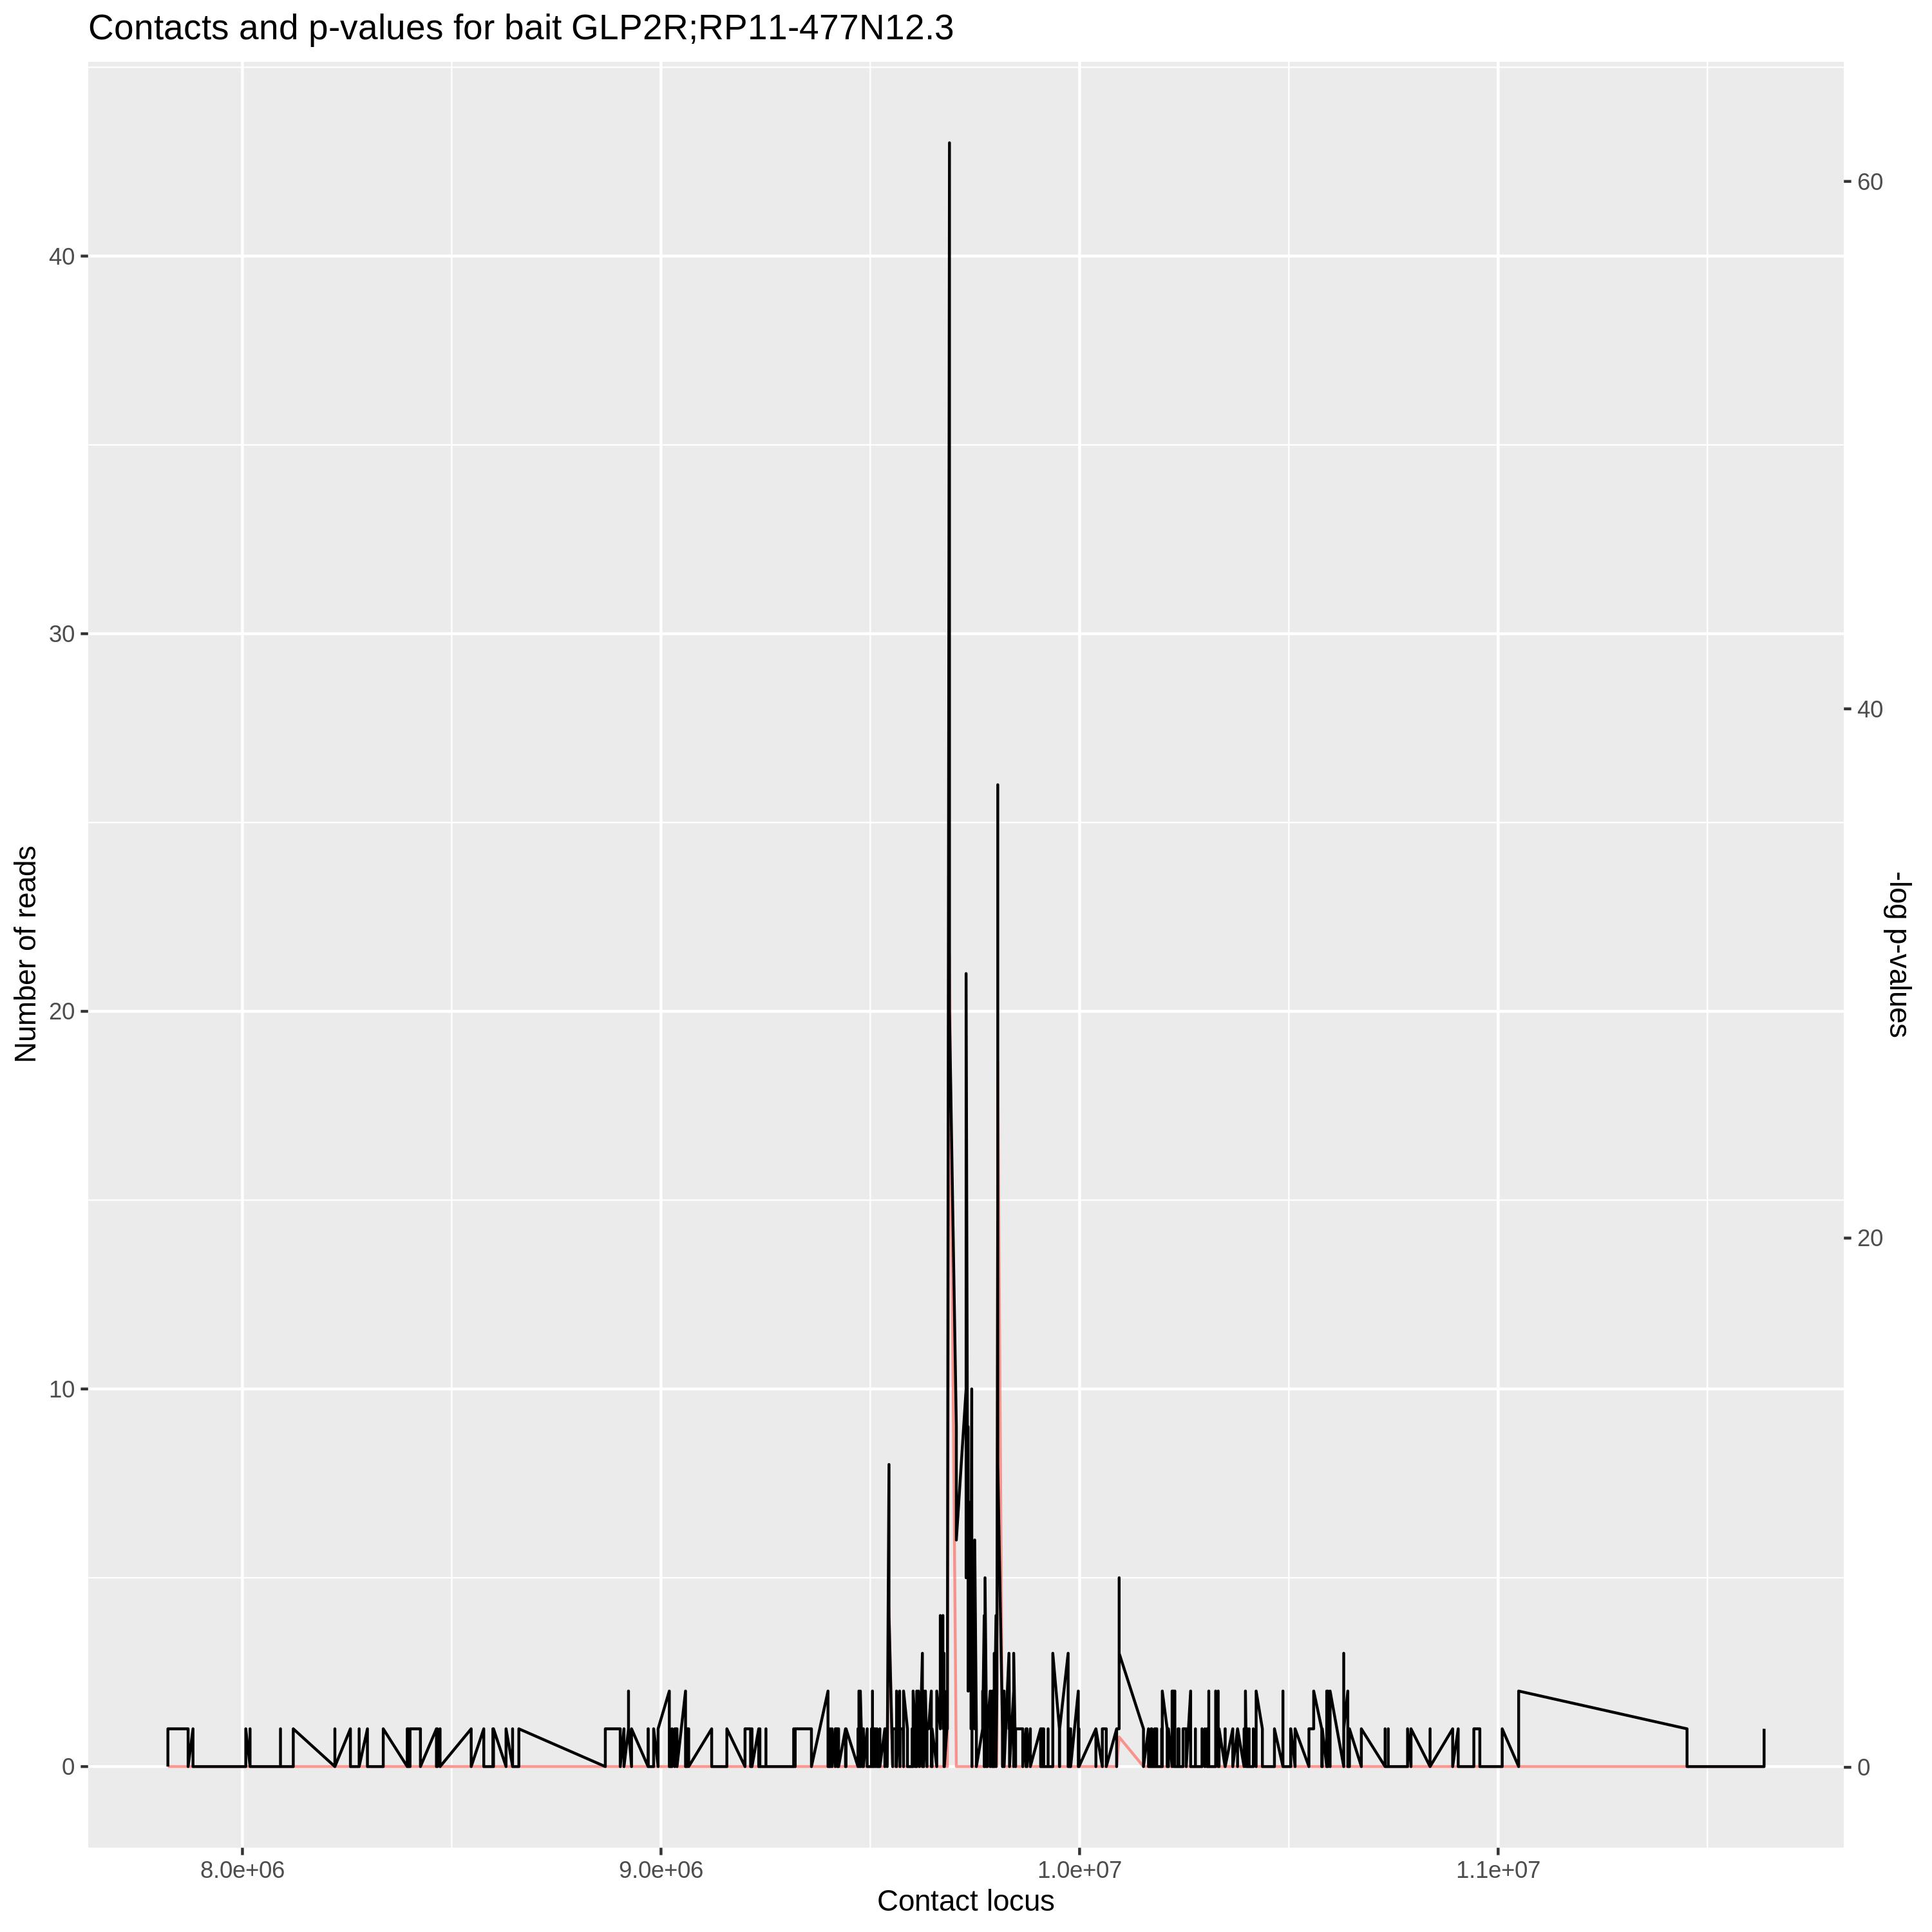 Contacts and p-values for bait GLP2R;RP11-477N12.3
Number of reads
40
30
20
10
0
60
40
20
0
-log p-values
8.0e+06
9.0e+06
1.0e+07
1.1e+07
Contact locus